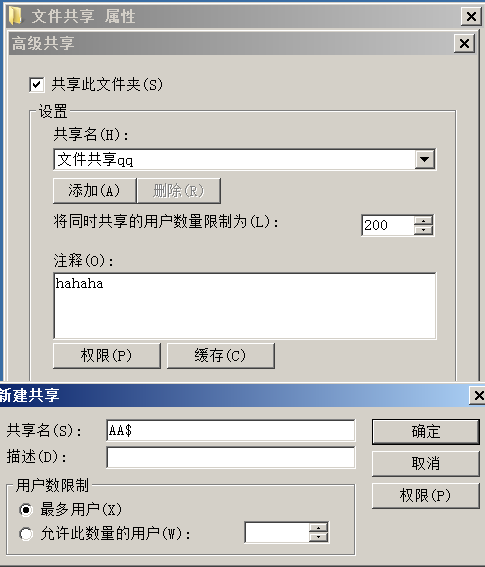 文件共享 属性
高级共享
共享此文件夹(S)
设置
共享名(H):
文件共享qq
添加(A) 删除(R)
将同时共享的用户数量限制为(L): 200
注释(O):
hahaha
权限(P) 缓存(C)
新建共享
共享名(S): AA$ 确定
描述(D): 取消
用户数限制 权限(P)
最多用户(X)
允许此数量的用户(W):